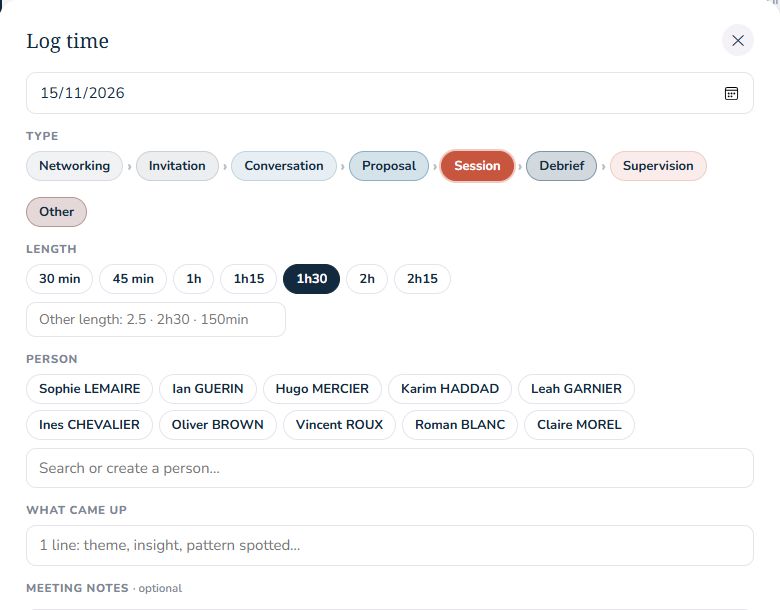 Log time
15/11/2026
TYPE
Networking › Invitation › Conversation › Proposal › Session › Debrief › Supervision
Other
LENGTH
30 min 45 min 1h 1h15 1h30 2h 2h15
Other length: 2.5 · 2h30 · 150min
PERSON
Sophie LEMAIRE Ian GUERIN Hugo MERCIER Karim HADDAD Leah GARNIER
Ines CHEVALIER Oliver BROWN Vincent ROUX Roman BLANC Claire MOREL
Search or create a person...
WHAT CAME UP
1 line: theme, insight, pattern spotted...
MEETING NOTES · optional